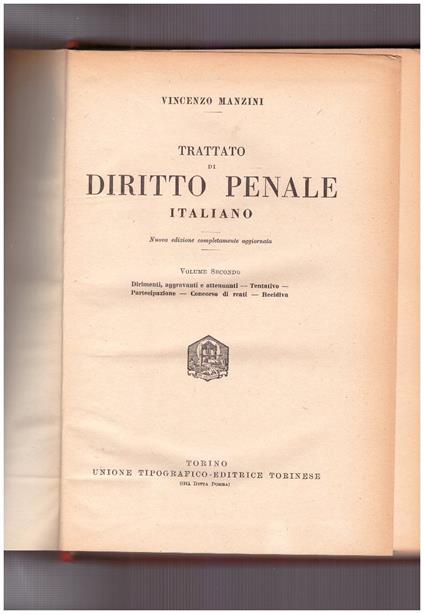 VINCENZO MANZINI
TRATTATO
DI
DIRITTO PENALE
ITALIANO
Nuova edizione completamente aggiornata
VOLUME SECONDO
Dirimenti, aggravanti e attenuanti — Tentativo —
Partecipazione — Concorso di reati — Recidiva
TORINO
UNIONE TIPOGRAFICO-EDITRICE TORINESE
(GIÀ DITTA POMBA)